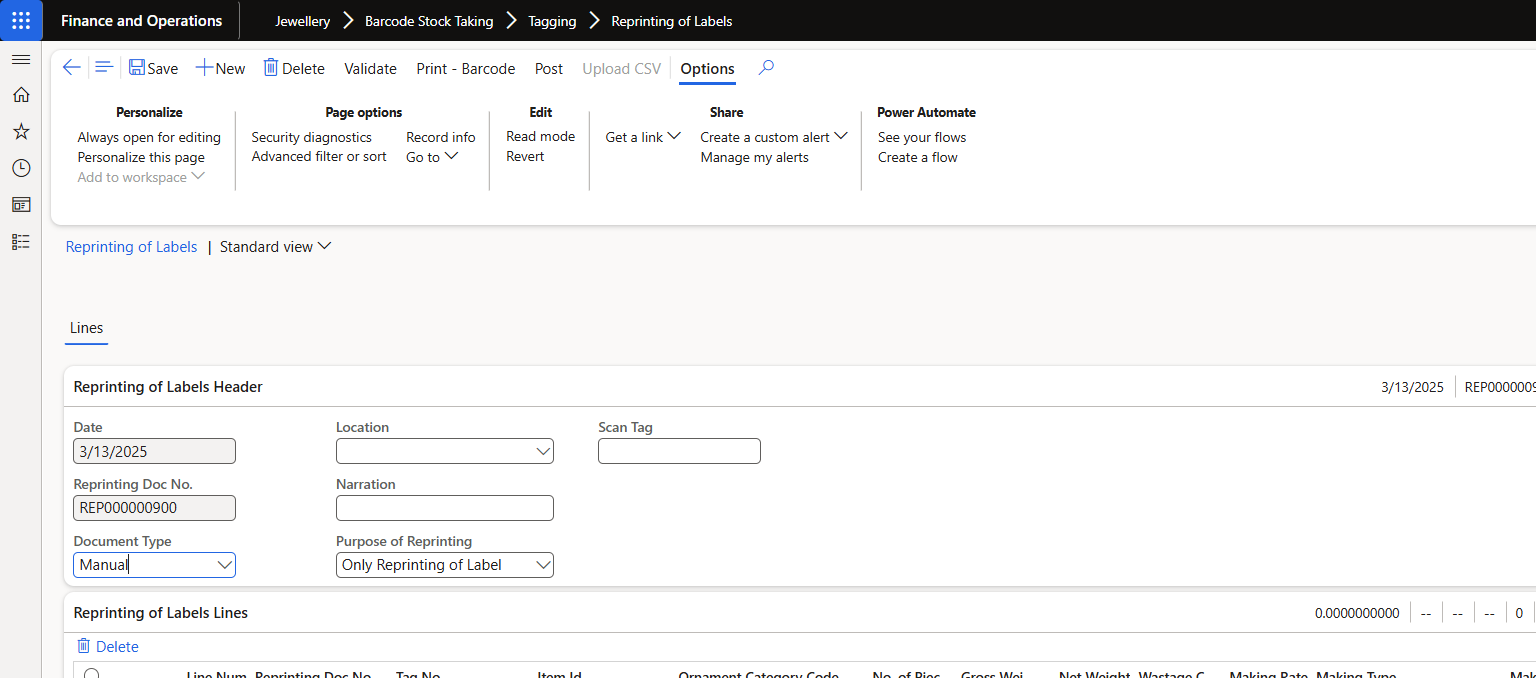 Finance and Operations Jewellery Barcode Stock Taking Tagging Reprinting of Labels
Save New Delete Validate Print - Barcode Post Upload CSV Options
Personalize Page options Edit Share Power Automate
Always open for editing Security diagnostics Record info Read mode Get a link Create a custom alert See your flows
Personalize this page Advanced filter or sort Go to Revert Manage my alerts Create a flow
Add to workspace
Reprinting of Labels | Standard view
Lines
Reprinting of Labels Header 3/13/2025 REP0000009
Date Location Scan Tag
3/13/2025
Reprinting Doc No. Narration
REP000000900
Document Type Purpose of Reprinting
Manual Only Reprinting of Label
Reprinting of Labels Lines 0.0000000000 -- -- -- 0
Delete
Line Num Reprinting Doc No Tag No Item Id Ornament Category Code No. of Piec Gross Wei Net Weight Wastage C Making Rate Making Type Mak